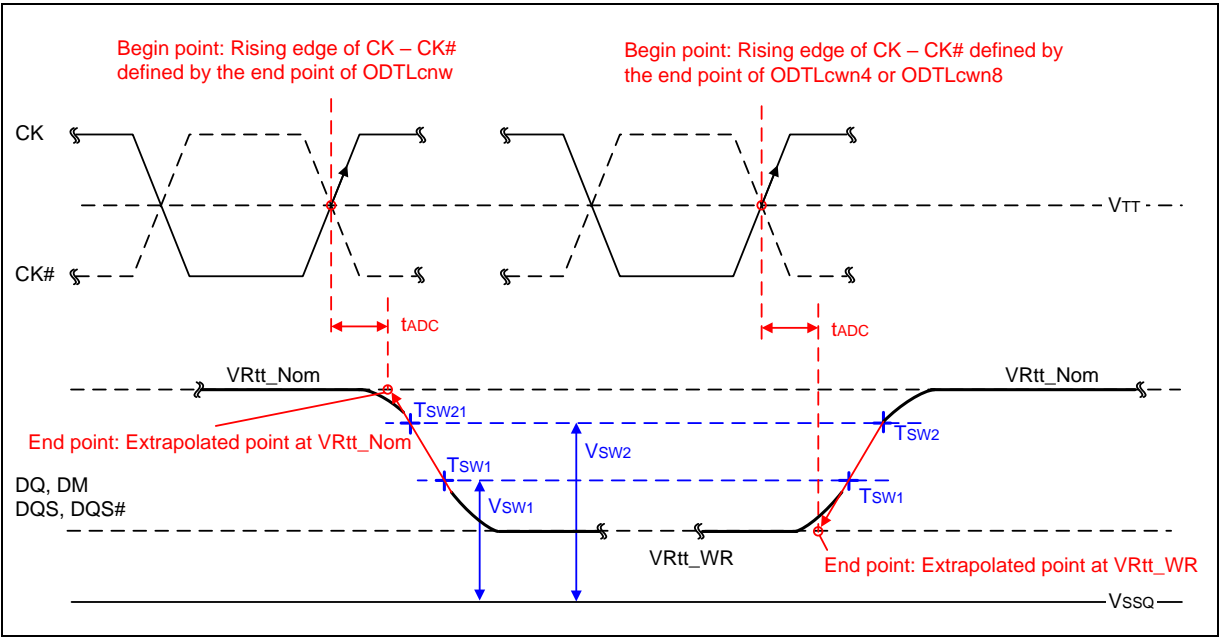 Begin point: Rising edge of CK – CK#
defined by the end point of ODTLcnw
Begin point: Rising edge of CK – CK# defined by
the end point of ODTLcwn4 or ODTLcwn8
CK
VTT
CK#
tADC
tADC
VRtt_Nom
VRtt_Nom
TSW21
End point: Extrapolated point at VRtt_Nom
VSW2
TSW2
TSW1
DQ, DM
DQS, DQS#
VSW1
TSW1
VRtt_WR
End point: Extrapolated point at VRtt_WR
VSSQ